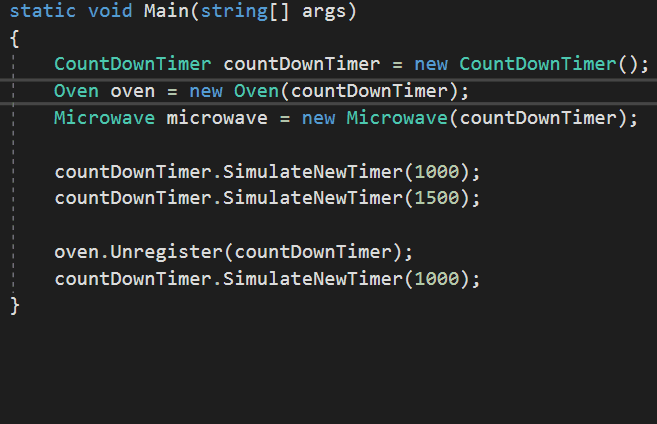 static void Main(string[] args)
{
CountDownTimer countDownTimer = new CountDownTimer();
Oven oven = new Oven(countDownTimer);
Microwave microwave = new Microwave(countDownTimer);
countDownTimer.SimulateNewTimer(1000);
countDownTimer.SimulateNewTimer(1500);
oven.Unregister(countDownTimer);
countDownTimer.SimulateNewTimer(1000);
}